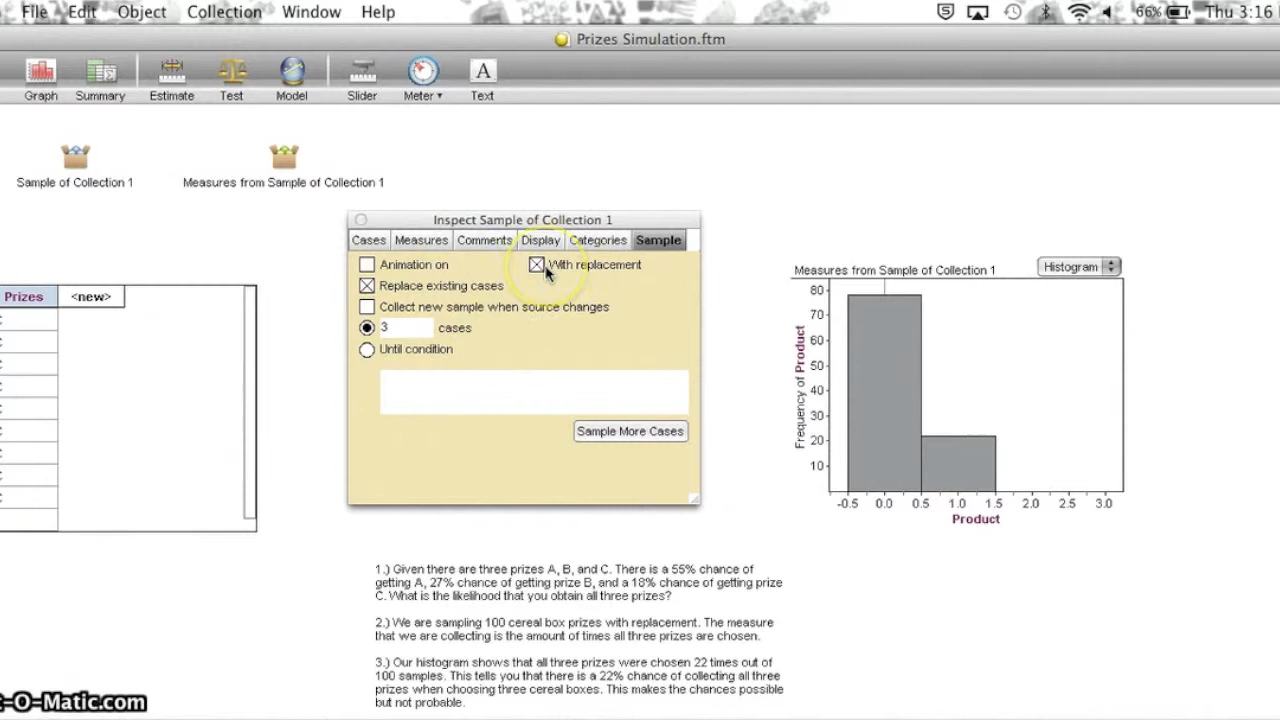 File Edit Object Collection Window Help 66% Thu 3:16
Prizes Simulation.ftm
Graph Summary Estimate Test Model Slider Meter Text
Sample of Collection 1 Measures from Sample of Collection 1
Inspect Sample of Collection 1
Cases Measures Comments Display Categories Sample
Animation on With replacement
Replace existing cases
Collect new sample when source changes
3 cases
Until condition
Sample More Cases
Prizes <new>
C
C
C
C
C
C
C
C
C
Measures from Sample of Collection 1 Histogram
80
70
60
50
40
30
20
10
Frequency of Product
-0.5 0.0 0.5 1.0 1.5 2.0 2.5 3.0
Product
1.) Given there are three prizes A, B, and C. There is a 55% chance of
getting A, 27% chance of getting prize B, and a 18% chance of getting prize
C. What is the likelihood that you obtain all three prizes?
2.) We are sampling 100 cereal box prizes with replacement. The measure
that we are collecting is the amount of times all three prizes are chosen.
3.) Our histogram shows that all three prizes were chosen 22 times out of
100 samples. This tells you that there is a 22% chance of collecting all three
prizes when choosing three cereal boxes. This makes the chances possible
but not probable.
-O-Matic.com